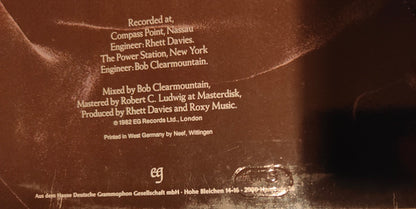 Recorded at,
Compass Point, Nassau
Engineer: Rhett Davies.
The Power Station, New York
Engineer: Bob Clearmountain.
Mixed by Bob Clearmountain,
Mastered by Robert C. Ludwig at Masterdisk,
Produced by Rhett Davies and Roxy Music.
℗ 1982 EG Records Ltd., London
Printed in West Germany by Neef, Wittingen
eg
Aus dem Hause Deutsche Grammophon Gesellschaft mbH · Hohe Bleichen 14-16 · 2000